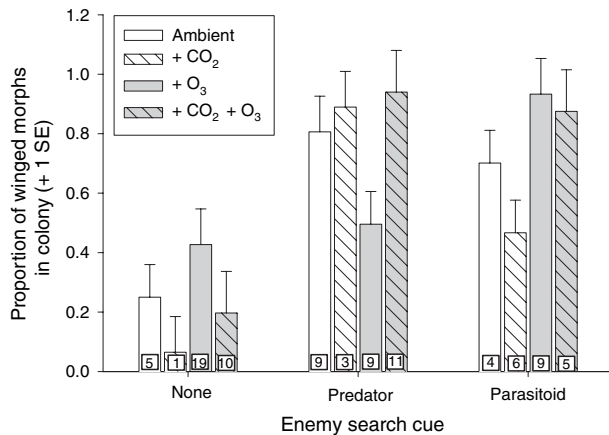 Proportion of winged morphs
in colony (+ 1 SE)
1.4
1.2
1.0
0.8
0.6
0.4
0.2
0.0
Ambient
+ CO₂
+ O₃
+ CO₂ + O₃
5 1 19 10 9 3 9 11 4 6 9 5
None Predator Parasitoid
Enemy search cue